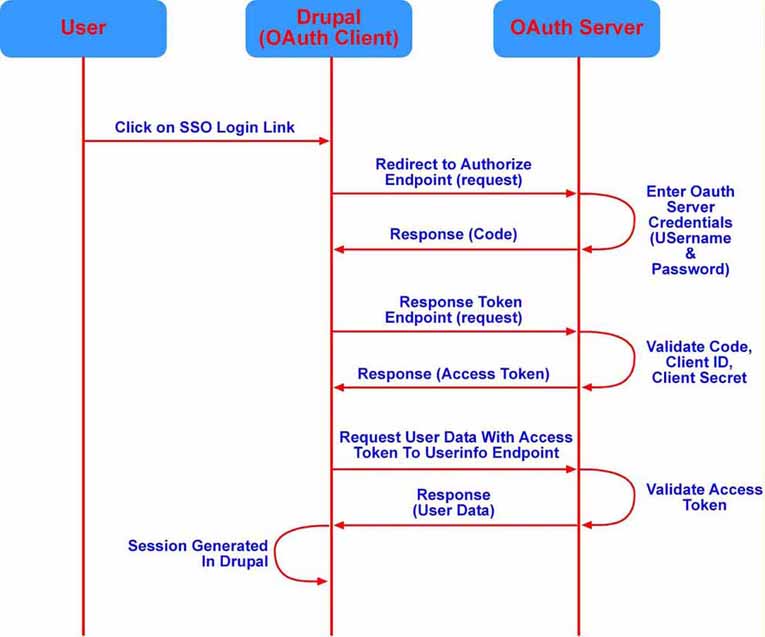 User
Drupal
(OAuth Client)
OAuth Server
Click on SSO Login Link
Redirect to Authorize
Endpoint (request)
Enter Oauth
Server
Credentials
(USername
&
Password)
Response (Code)
Response Token
Endpoint (request)
Validate Code,
Client ID,
Client Secret
Response (Access Token)
Request User Data With Access
Token To Userinfo Endpoint
Validate Access
Token
Response
(User Data)
Session Generated
In Drupal